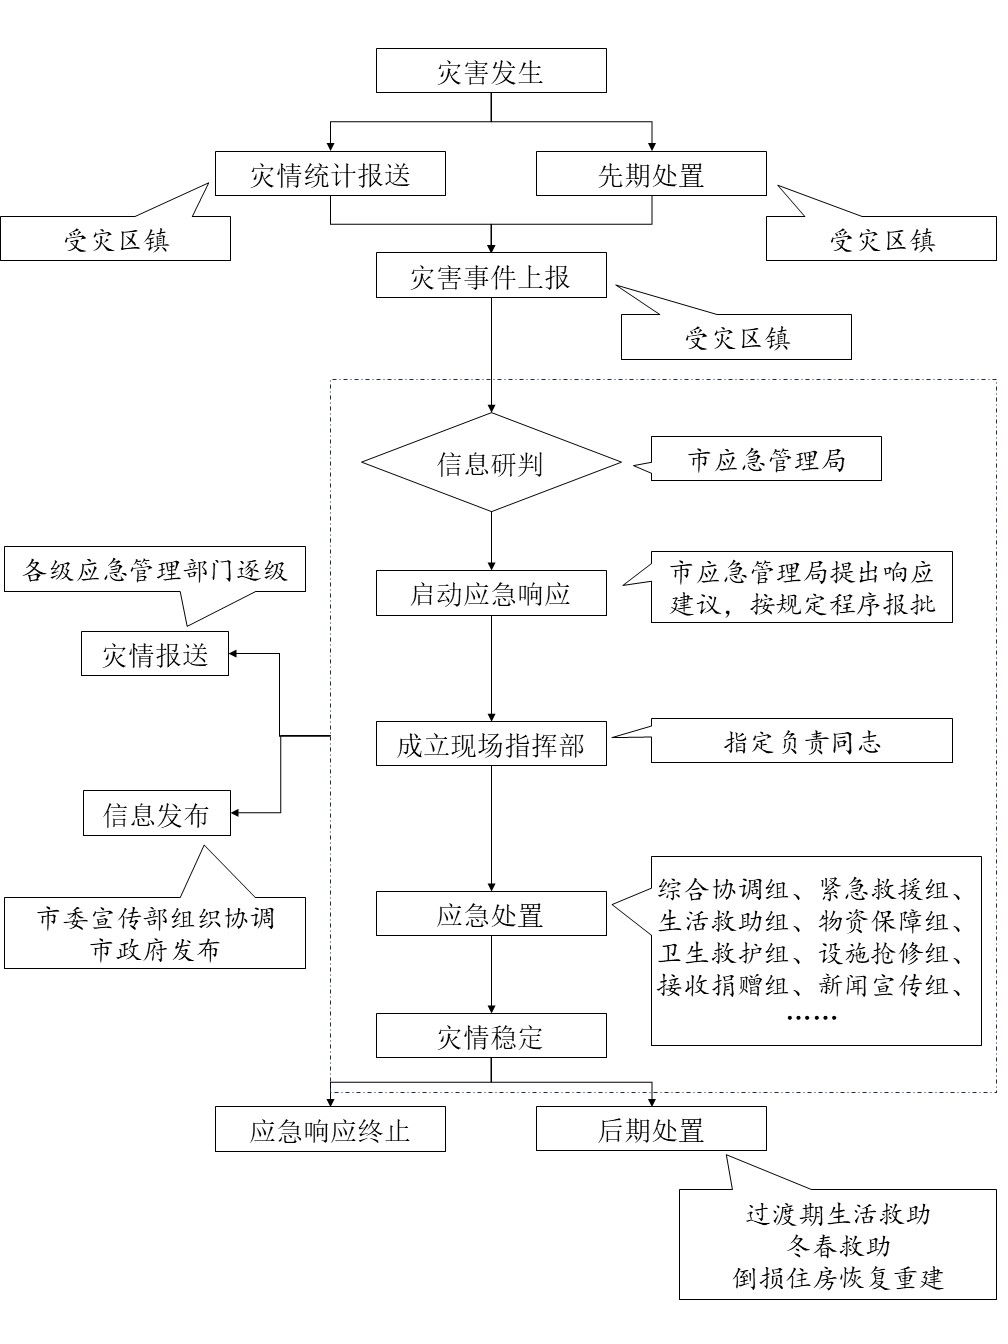 灾害发生
灾情统计报送
先期处置
受灾区镇
受灾区镇
灾害事件上报
受灾区镇
信息研判
市应急管理局
各级应急管理部门逐级
启动应急响应
市应急管理局提出响应
建议，按规定程序报批
灾情报送
成立现场指挥部
指定负责同志
信息发布
市委宣传部组织协调
市政府发布
应急处置
综合协调组、紧急救援组、
生活救助组、物资保障组、
卫生救护组、设施抢修组、
接收捐赠组、新闻宣传组、
……
灾情稳定
应急响应终止
后期处置
过渡期生活救助
冬春救助
倒损住房恢复重建